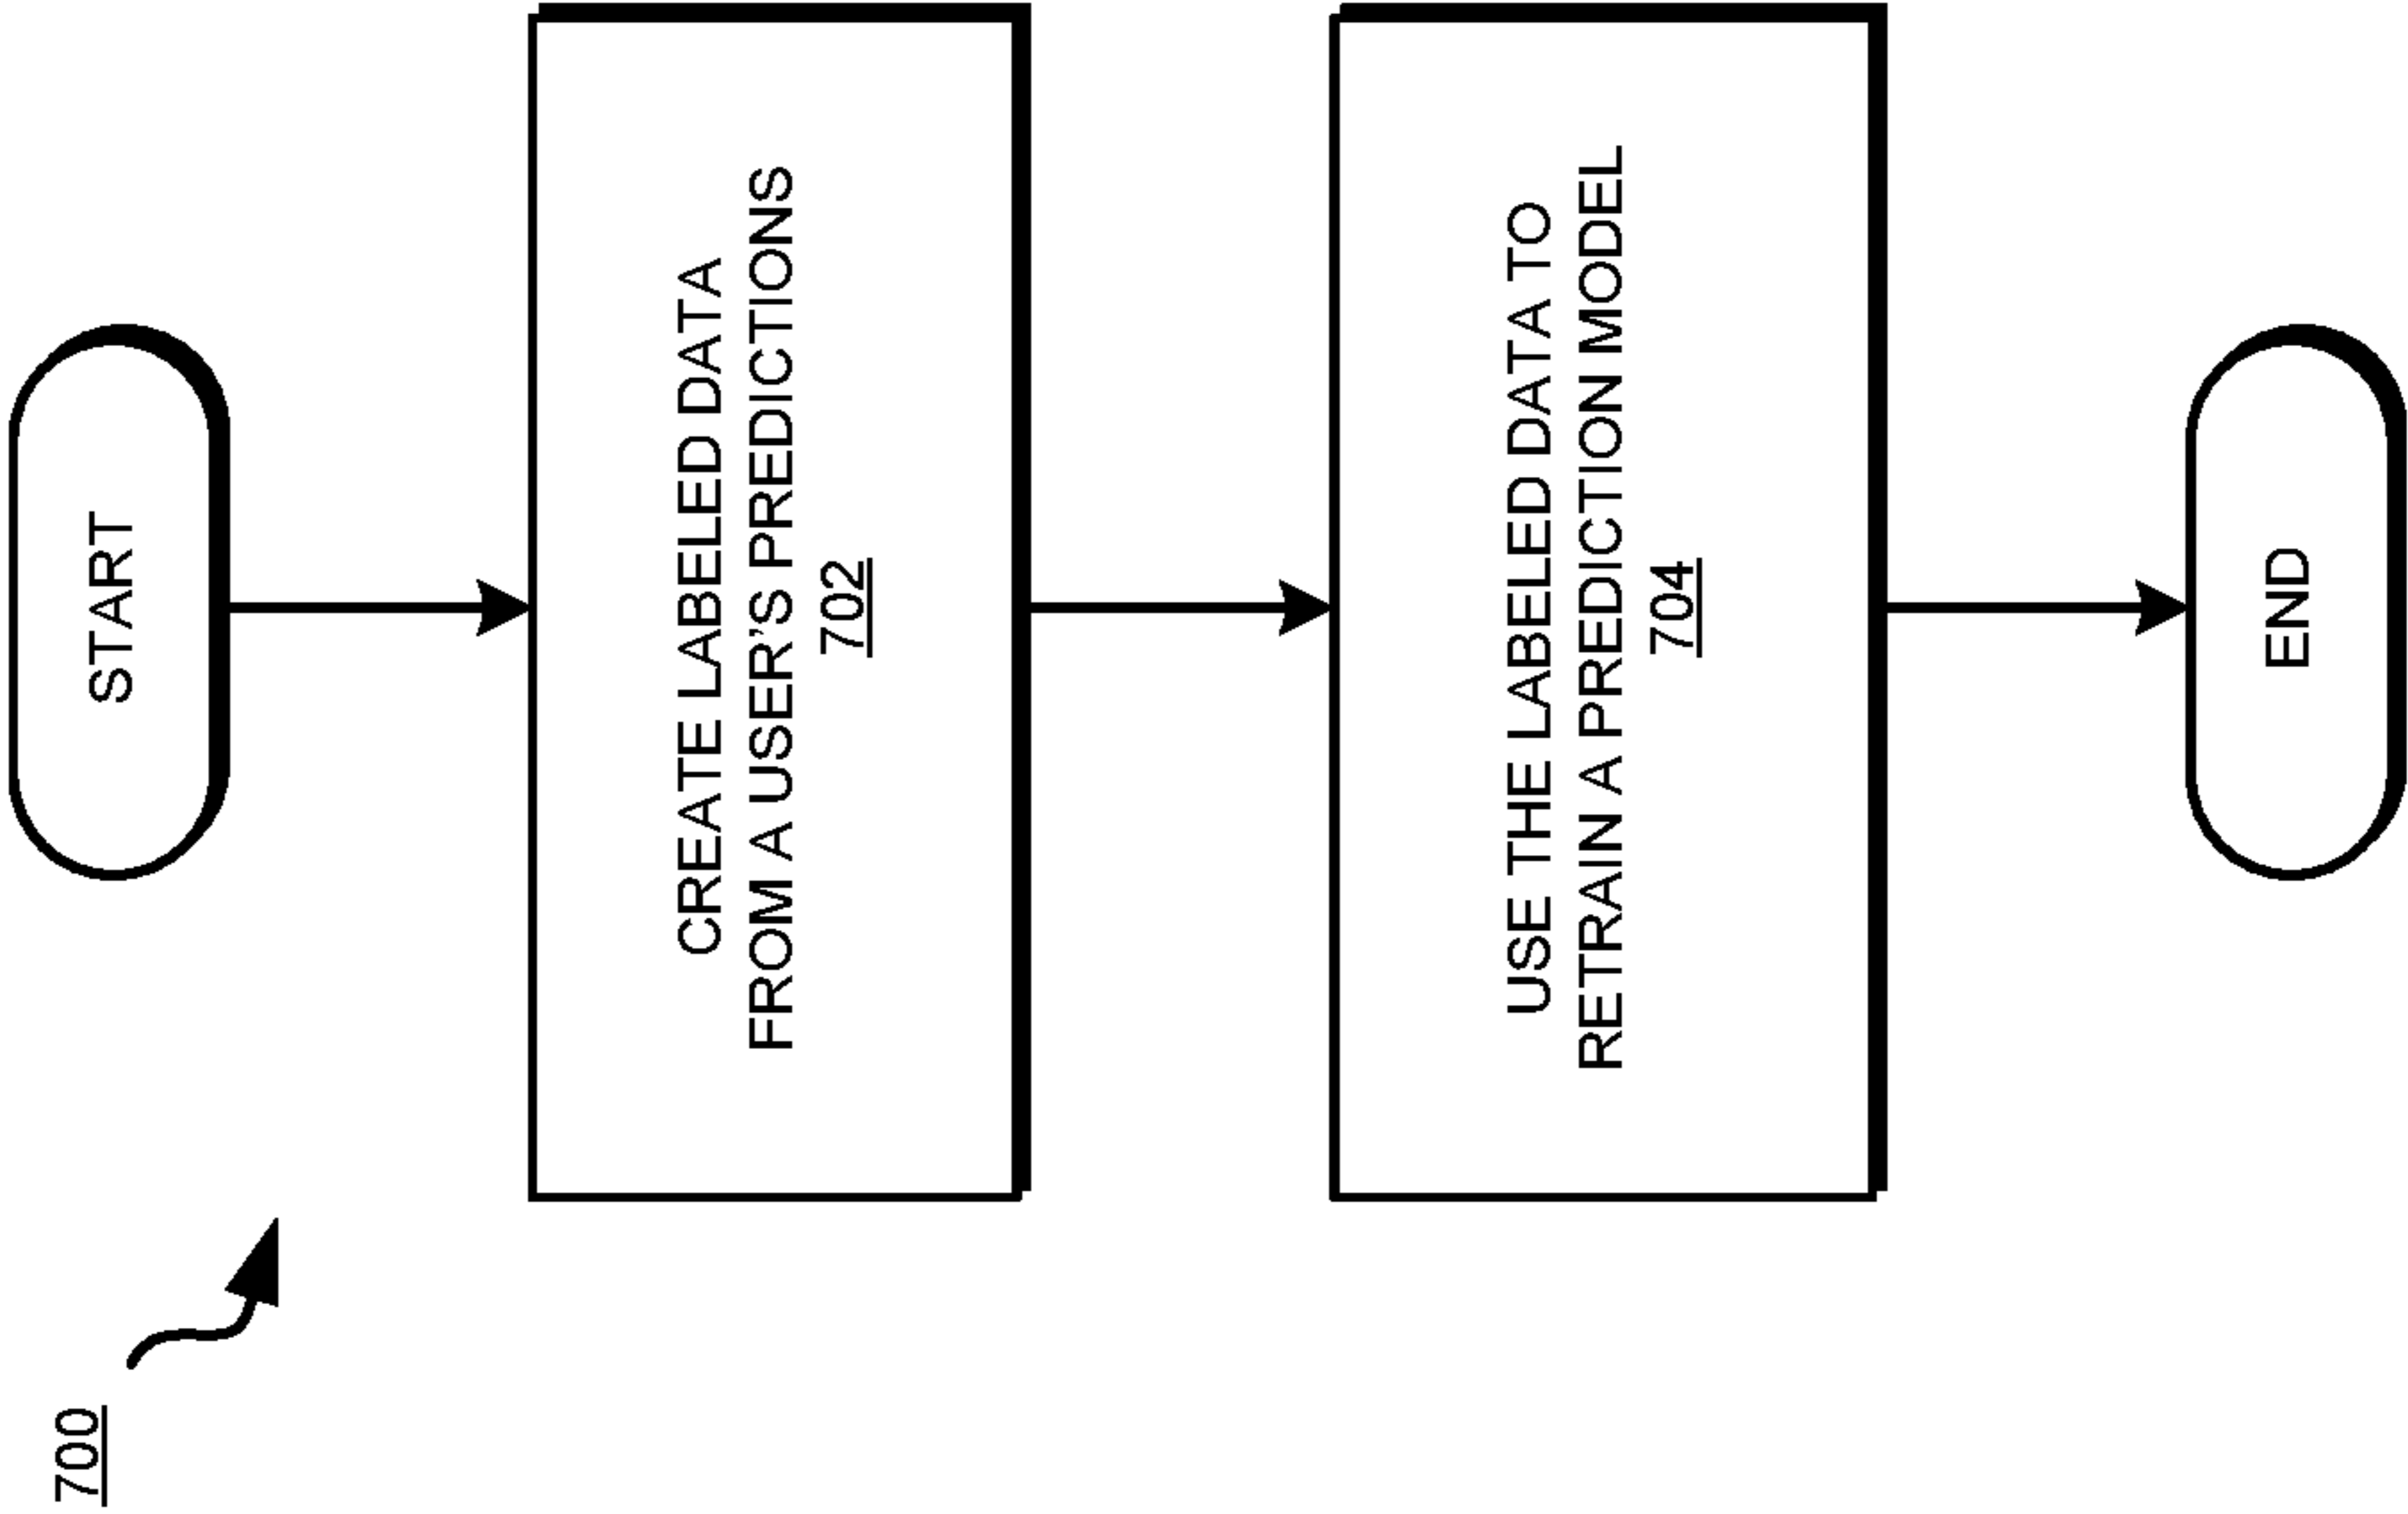 700
START
CREATE LABELED DATA
FROM A USER’S PREDICTIONS
702
USE THE LABELED DATA TO
RETRAIN A PREDICTION MODEL
704
END